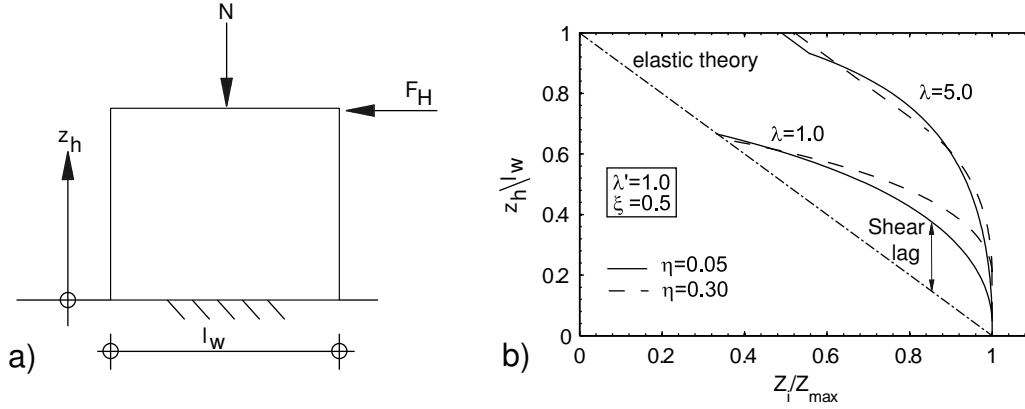 N
F_H
z_h
l_w
a)
1
0.8
0.6
0.4
0.2
0
z_h\l_w
elastic theory
λ=5.0
λ=1.0
λ'=1.0
ξ=0.5
Shear
lag
η=0.05
η=0.30
0 0.2 0.4 0.6 0.8 1
Z_i/Z_max
b)